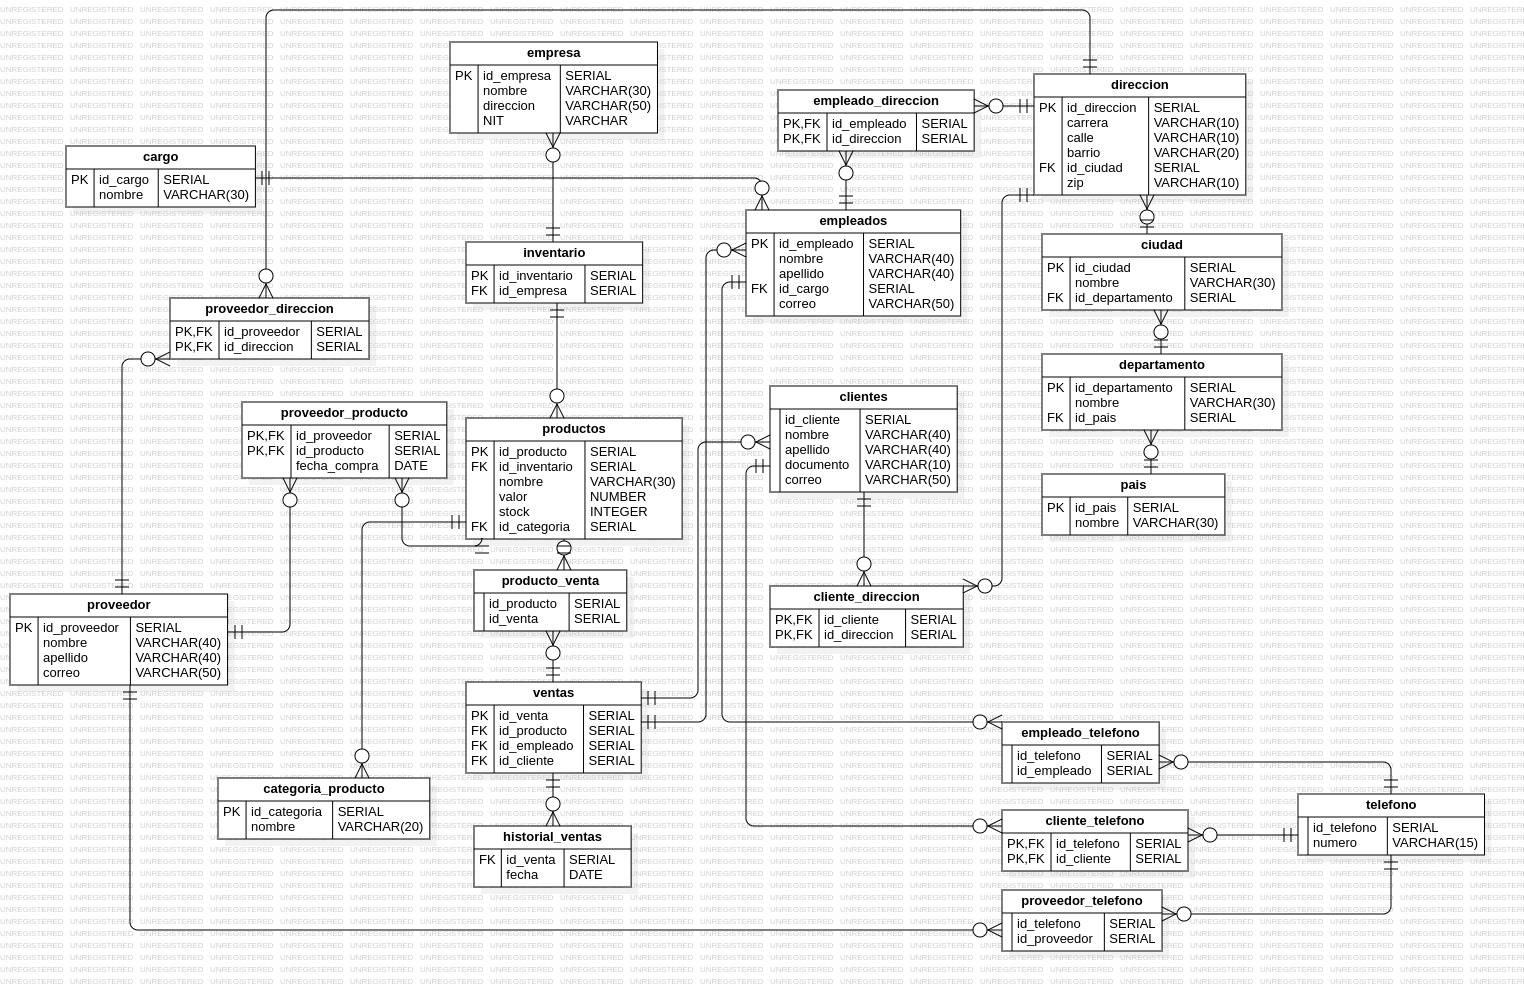 empresa
PK id_empresa SERIAL
nombre VARCHAR(30)
direccion VARCHAR(50)
NIT VARCHAR
direccion
PK id_direccion SERIAL
carrera VARCHAR(10)
calle VARCHAR(10)
barrio VARCHAR(20)
FK id_ciudad SERIAL
zip VARCHAR(10)
empleado_direccion
PK,FK id_empleado SERIAL
PK,FK id_direccion SERIAL
cargo
PK id_cargo SERIAL
nombre VARCHAR(30)
empleados
PK id_empleado SERIAL
nombre VARCHAR(40)
apellido VARCHAR(40)
FK id_cargo SERIAL
correo VARCHAR(50)
ciudad
PK id_ciudad SERIAL
nombre VARCHAR(30)
FK id_departamento SERIAL
inventario
PK id_inventario SERIAL
FK id_empresa SERIAL
proveedor_direccion
PK,FK id_proveedor SERIAL
PK,FK id_direccion SERIAL
departamento
PK id_departamento SERIAL
nombre VARCHAR(30)
FK id_pais SERIAL
clientes
id_cliente SERIAL
nombre VARCHAR(40)
apellido VARCHAR(40)
documento VARCHAR(10)
correo VARCHAR(50)
proveedor_producto
PK,FK id_proveedor SERIAL
PK,FK id_producto SERIAL
fecha_compra DATE
productos
PK id_producto SERIAL
FK id_inventario SERIAL
nombre VARCHAR(30)
valor NUMBER
stock INTEGER
FK id_categoria SERIAL
pais
PK id_pais SERIAL
nombre VARCHAR(30)
producto_venta
id_producto SERIAL
id_venta SERIAL
cliente_direccion
PK,FK id_cliente SERIAL
PK,FK id_direccion SERIAL
proveedor
PK id_proveedor SERIAL
nombre VARCHAR(40)
apellido VARCHAR(40)
correo VARCHAR(50)
ventas
PK id_venta SERIAL
FK id_producto SERIAL
FK id_empleado SERIAL
FK id_cliente SERIAL
empleado_telefono
id_telefono SERIAL
id_empleado SERIAL
categoria_producto
PK id_categoria SERIAL
nombre VARCHAR(20)
telefono
id_telefono SERIAL
numero VARCHAR(15)
cliente_telefono
PK,FK id_telefono SERIAL
PK,FK id_cliente SERIAL
historial_ventas
FK id_venta SERIAL
fecha DATE
proveedor_telefono
id_telefono SERIAL
id_proveedor SERIAL
UNREGISTERED